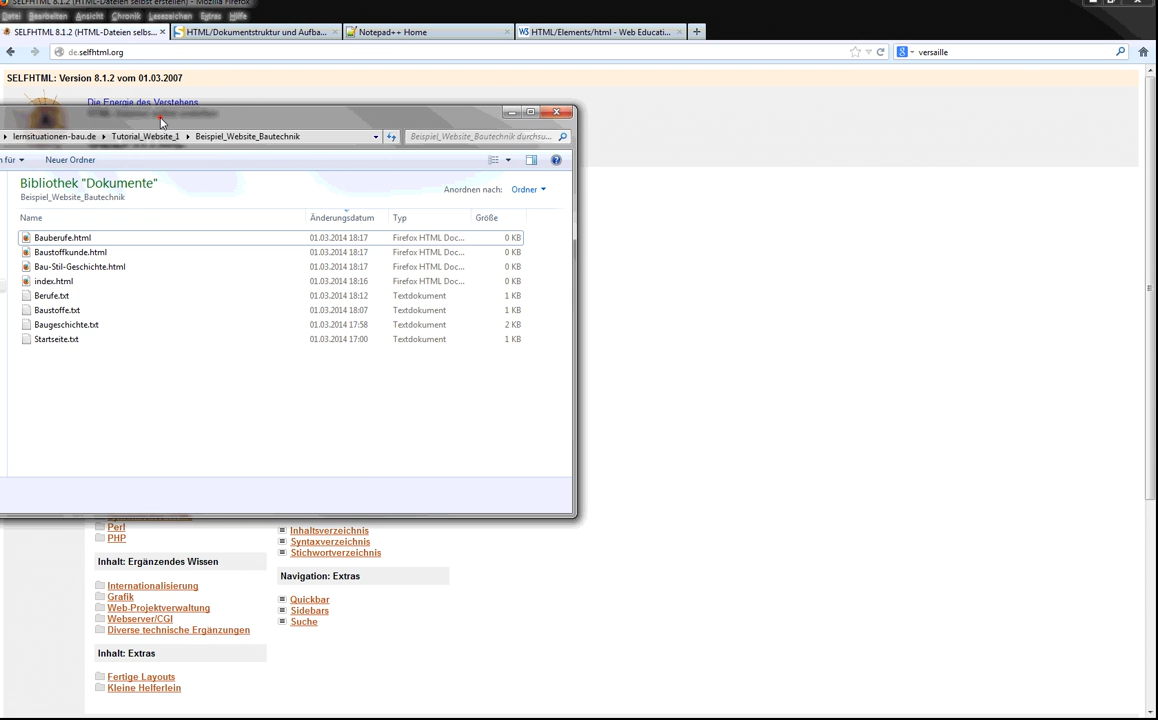 SELFHTML 8.1.2 (HTML-Dateien selbst erstellen) - Mozilla Firefox
Datei Bearbeiten Ansicht Chronik Lesezeichen Extras Hilfe
SELFHTML 8.1.2 (HTML-Dateien selbs... × HTML/Dokumentstruktur und Aufba... × Notepad++ Home × W3 HTML/Elements/html - Web Educati... × +
de.selfhtml.org
versaille
SELFHTML: Version 8.1.2 vom 01.03.2007
Die Energie des Verstehens
lernsituationen-bau.de Tutorial_Website_1 Beispiel_Website_Bautechnik
Beispiel_Website_Bautechnik durchsu...
n für Neuer Ordner
Bibliothek "Dokumente"
Beispiel_Website_Bautechnik
Anordnen nach: Ordner
Name Änderungsdatum Typ Größe
Bauberufe.html 01.03.2014 18:17 Firefox HTML Doc... 0 KB
Baustoffkunde.html 01.03.2014 18:17 Firefox HTML Doc... 0 KB
Bau-Stil-Geschichte.html 01.03.2014 18:17 Firefox HTML Doc... 0 KB
index.html 01.03.2014 18:16 Firefox HTML Doc... 0 KB
Berufe.txt 01.03.2014 18:12 Textdokument 1 KB
Baustoffe.txt 01.03.2014 18:07 Textdokument 1 KB
Baugeschichte.txt 01.03.2014 17:58 Textdokument 2 KB
Startseite.txt 01.03.2014 17:00 Textdokument 1 KB
Perl
PHP
Inhalt: Ergänzendes Wissen
Internationalisierung
Grafik
Web-Projektverwaltung
Webserver/CGI
Diverse technische Ergänzungen
Inhalt: Extras
Fertige Layouts
Kleine Helferlein
Inhaltsverzeichnis
Syntaxverzeichnis
Stichwortverzeichnis
Navigation: Extras
Quickbar
Sidebars
Suche